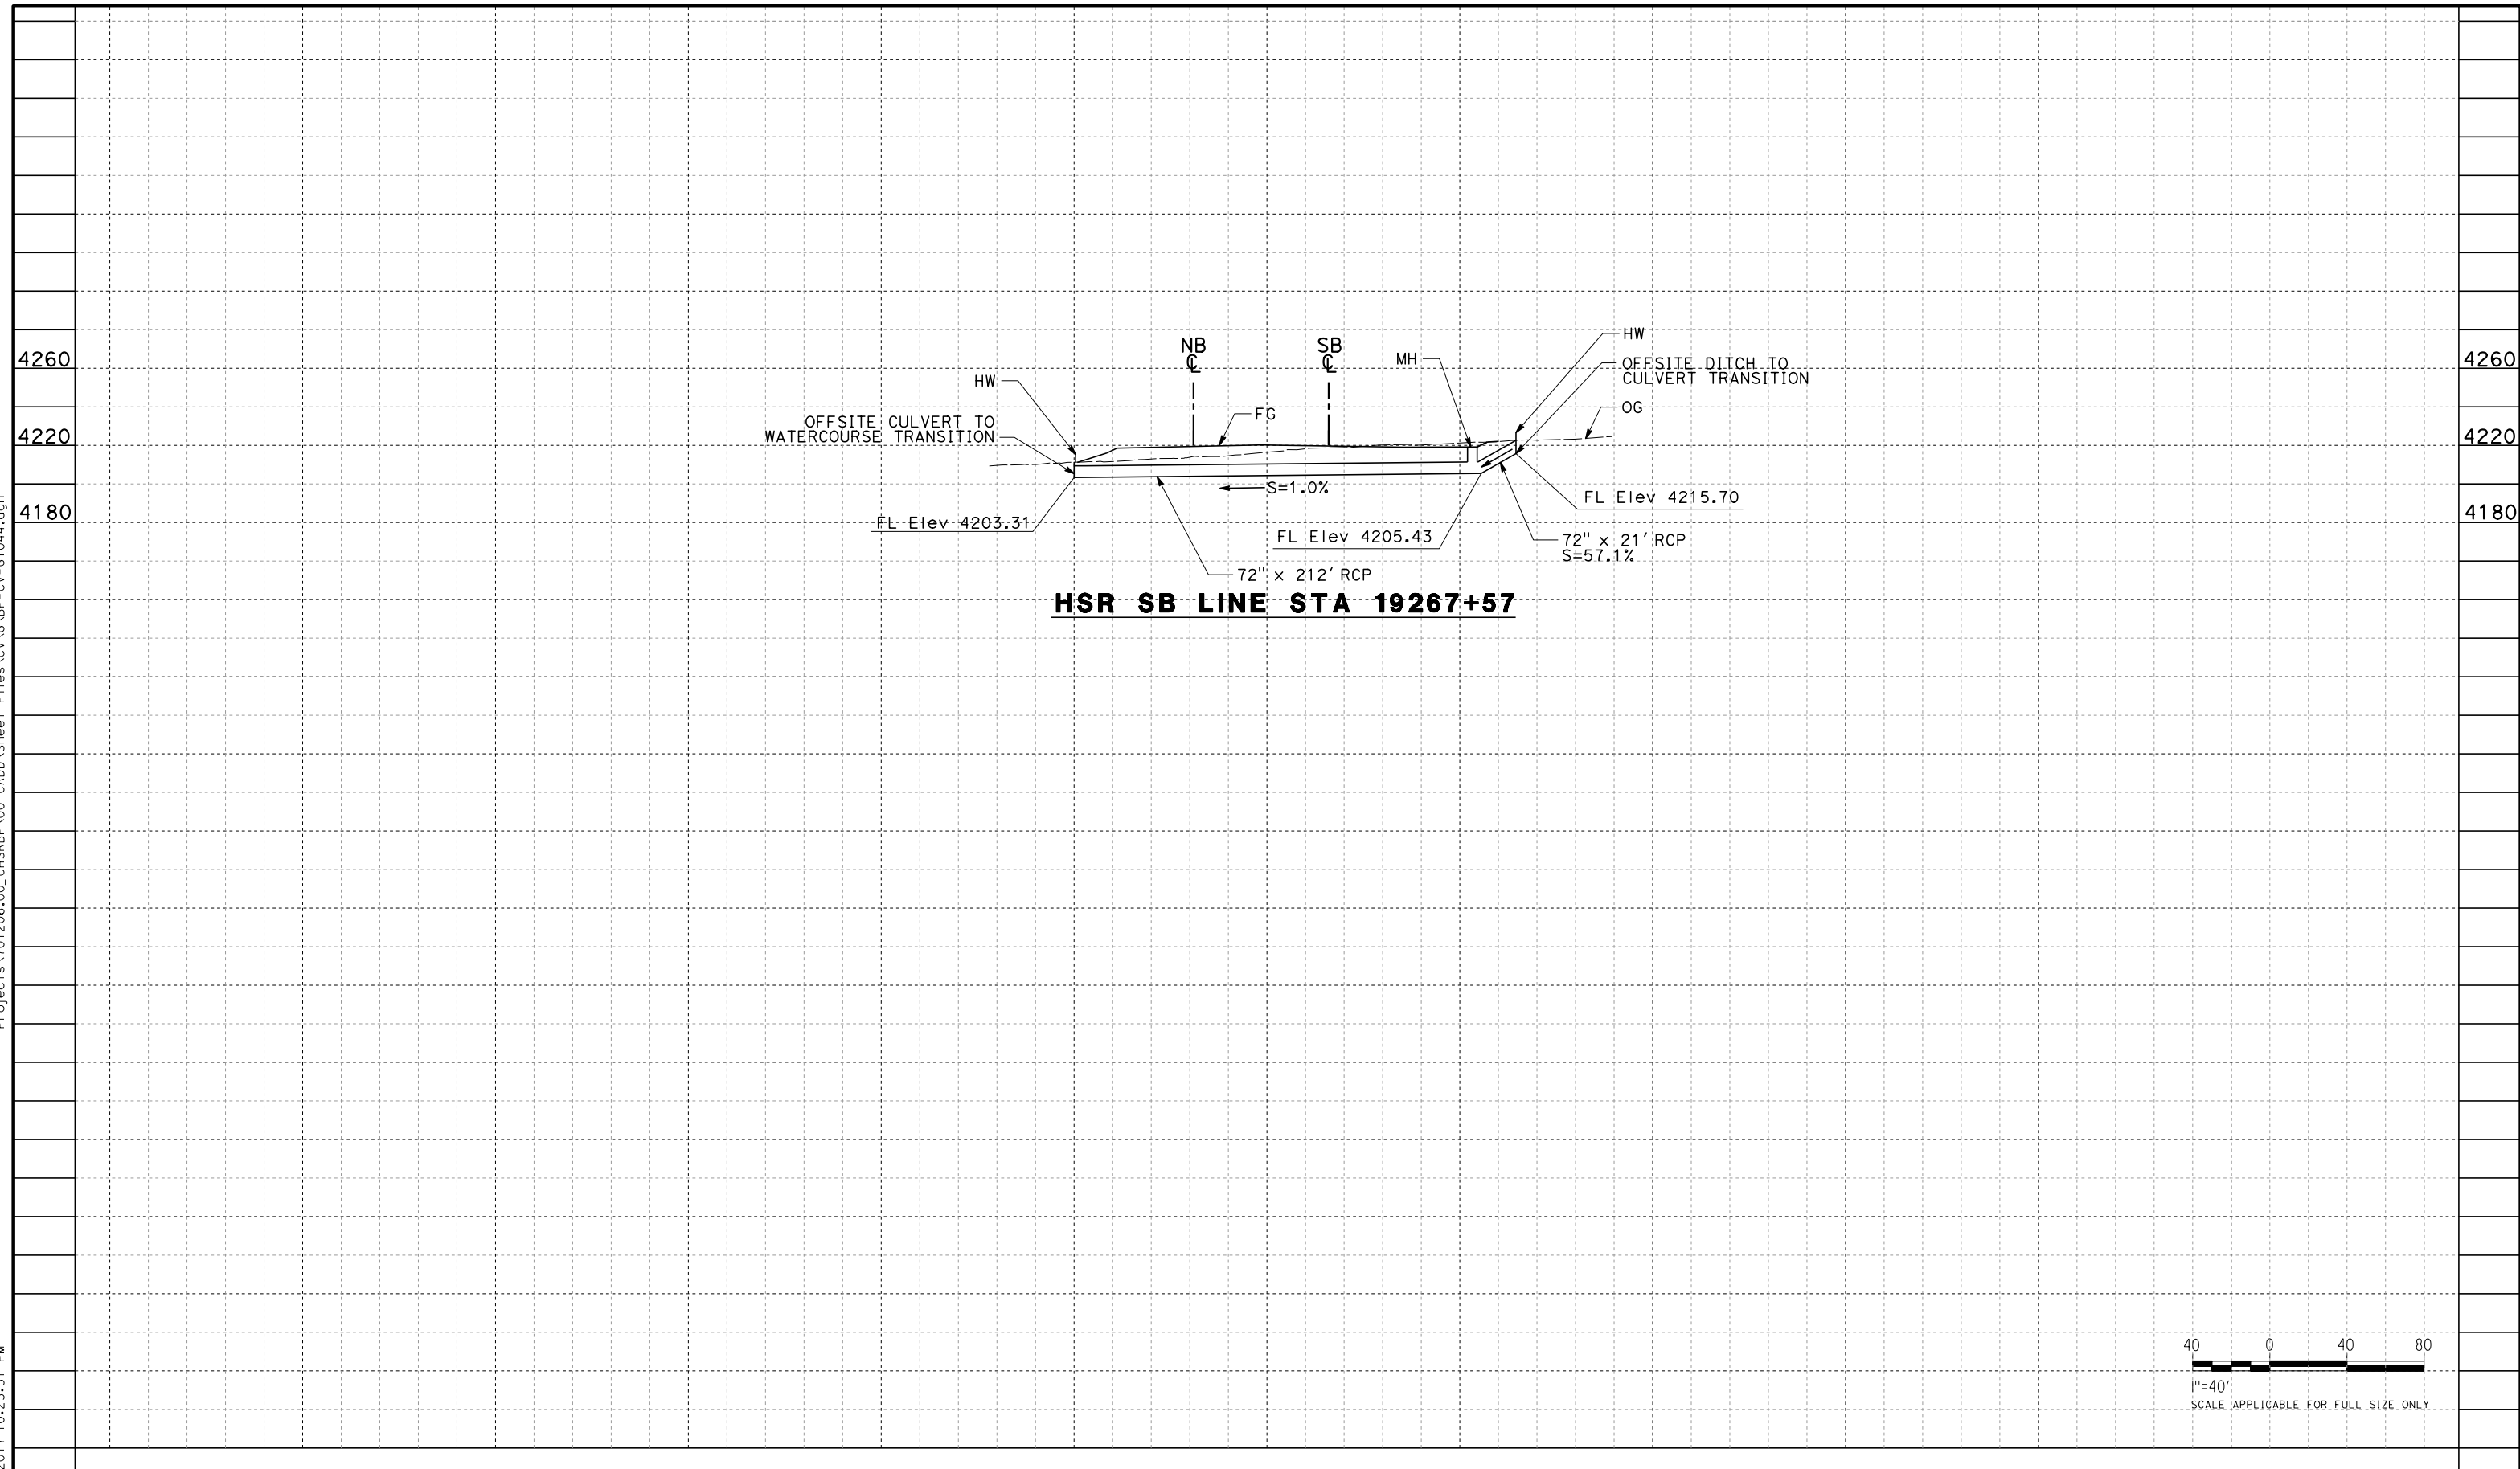 HW
NB
CL
SB
CL
MH
HW
4260
4260
OFFSITE DITCH TO
CULVERT TRANSITION
OFFSITE CULVERT TO
WATERCOURSE TRANSITION
FG
OG
4220
4220
S=1.0%
FL Elev 4215.70
4180
4180
FL Elev 4203.31
FL Elev 4205.43
72" x 21' RCP
S=57.1%
72" x 212' RCP
HSR SB LINE STA 19267+57
40 0 40 80
1"=40'
SCALE APPLICABLE FOR FULL SIZE ONLY